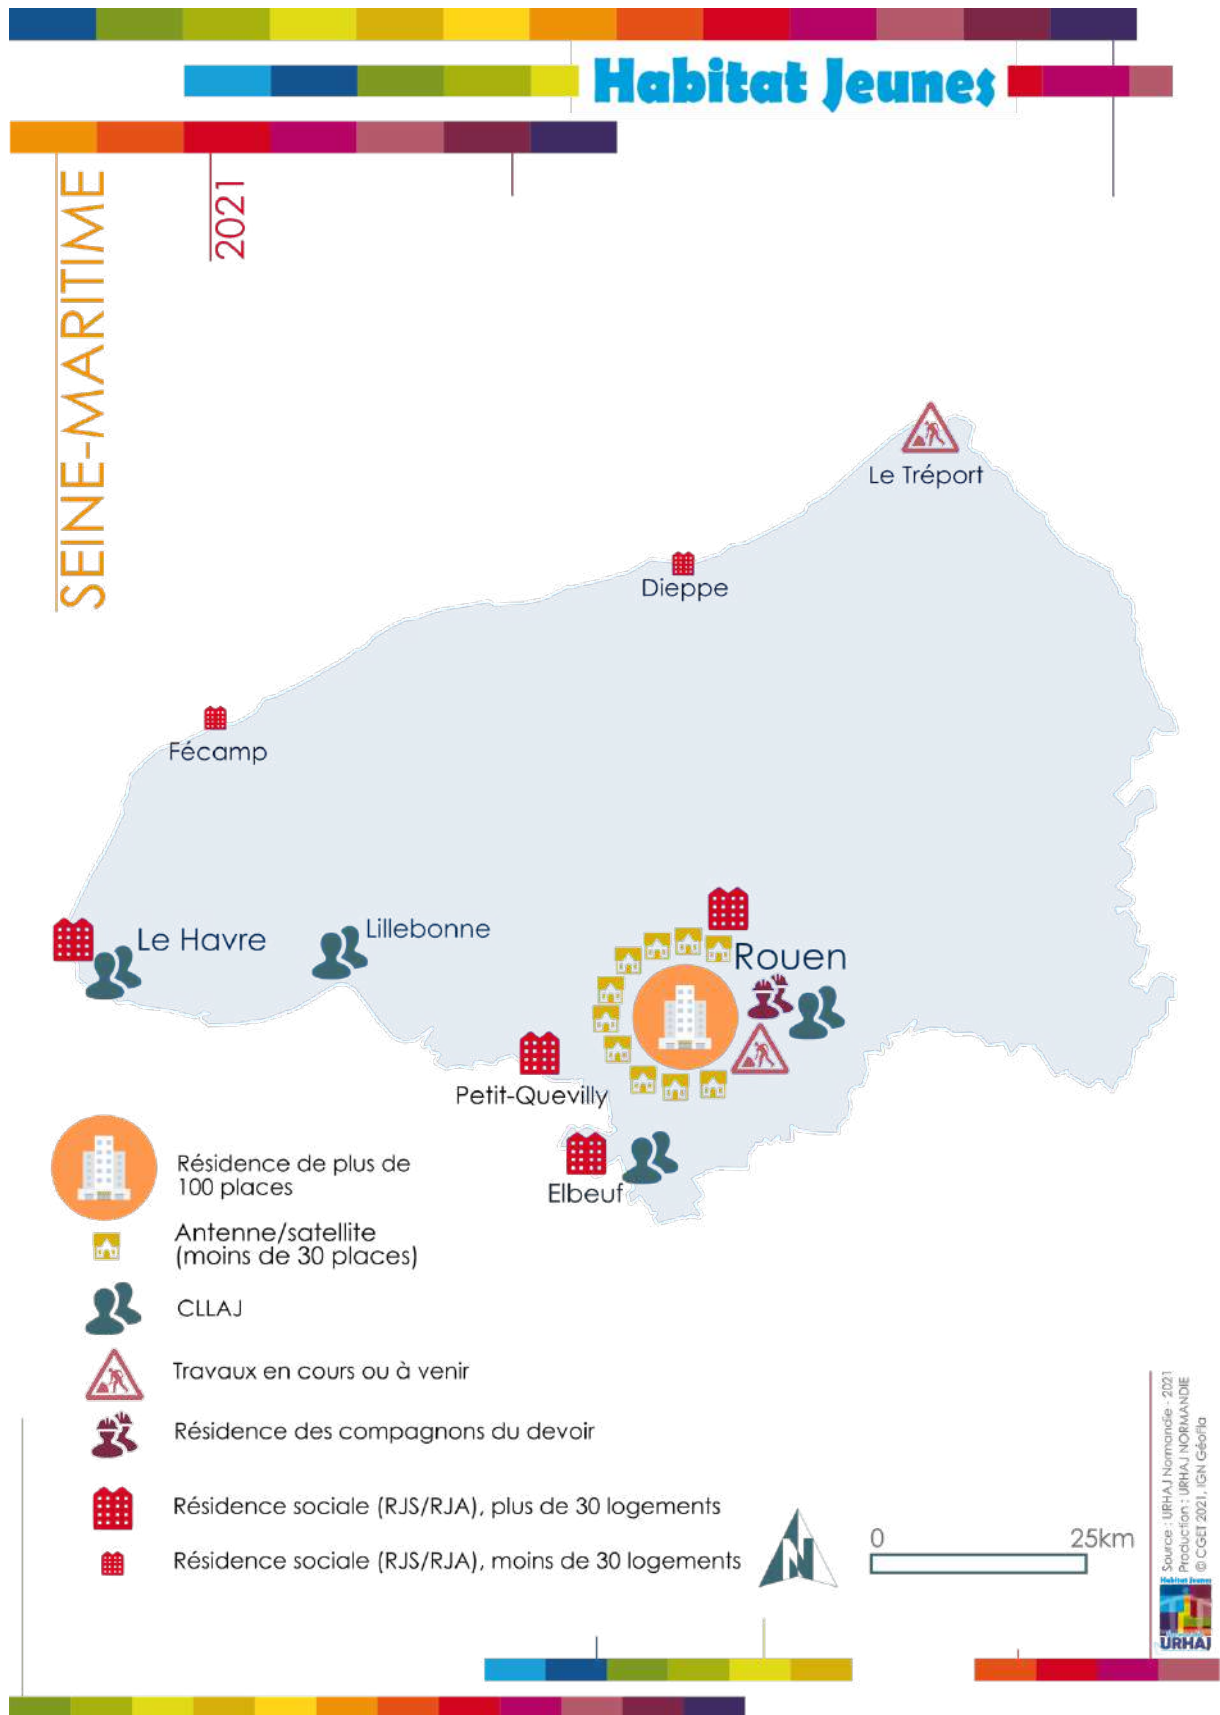 Habitat Jeunes
SEINE-MARITIME
2021
Le Tréport
Dieppe
Fécamp
Le Havre
Lillebonne
Rouen
Petit-Quevilly
Elbeuf
Résidence de plus de
100 places
Antenne/satellite
(moins de 30 places)
CLLAJ
Travaux en cours ou à venir
Résidence des compagnons du devoir
Résidence sociale (RJS/RJA), plus de 30 logements
Résidence sociale (RJS/RJA), moins de 30 logements
N
0
25km
Source : URHAJ Normandie - 2021
Production : URHAJ NORMANDIE
© CGET 2021, IGN Géofla
Habitat Jeunes
URHAJ